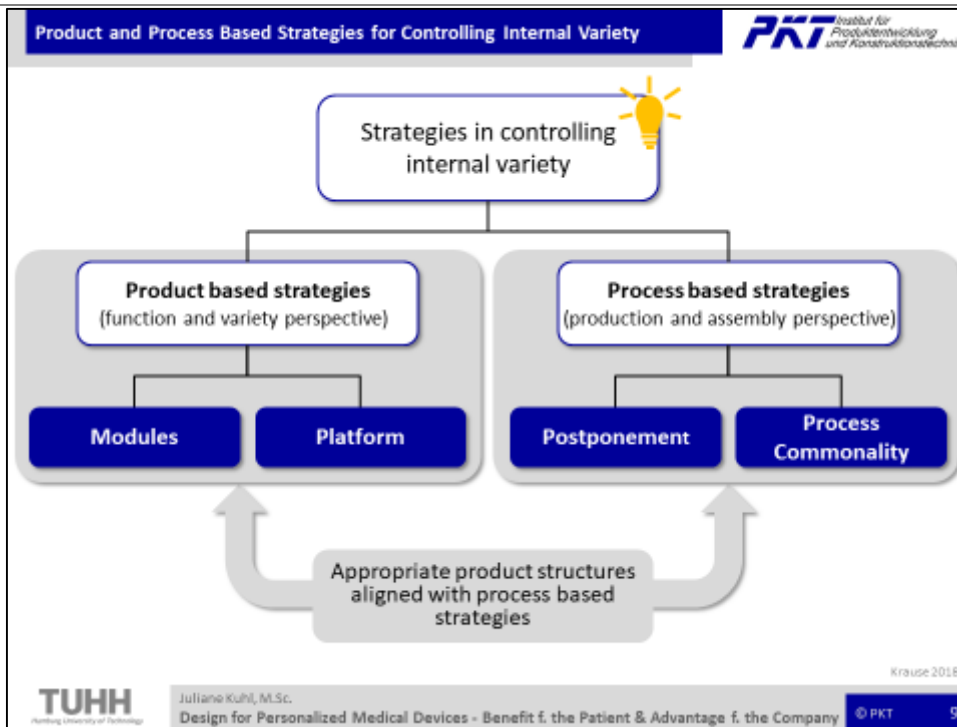 Product and Process Based Strategies for Controlling Internal Variety
PKT Institut für
Produktentwicklung
und Konstruktionstechnik
Strategies in controlling
internal variety
Product based strategies
(function and variety perspective)
Process based strategies
(production and assembly perspective)
Modules
Platform
Postponement
Process
Commonality
Appropriate product structures
aligned with process based
strategies
Krause 2018
TUHH
Hamburg University of Technology
Juliane Kuhl, M.Sc.
Design for Personalized Medical Devices - Benefit f. the Patient & Advantage f. the Company
© PKT
9